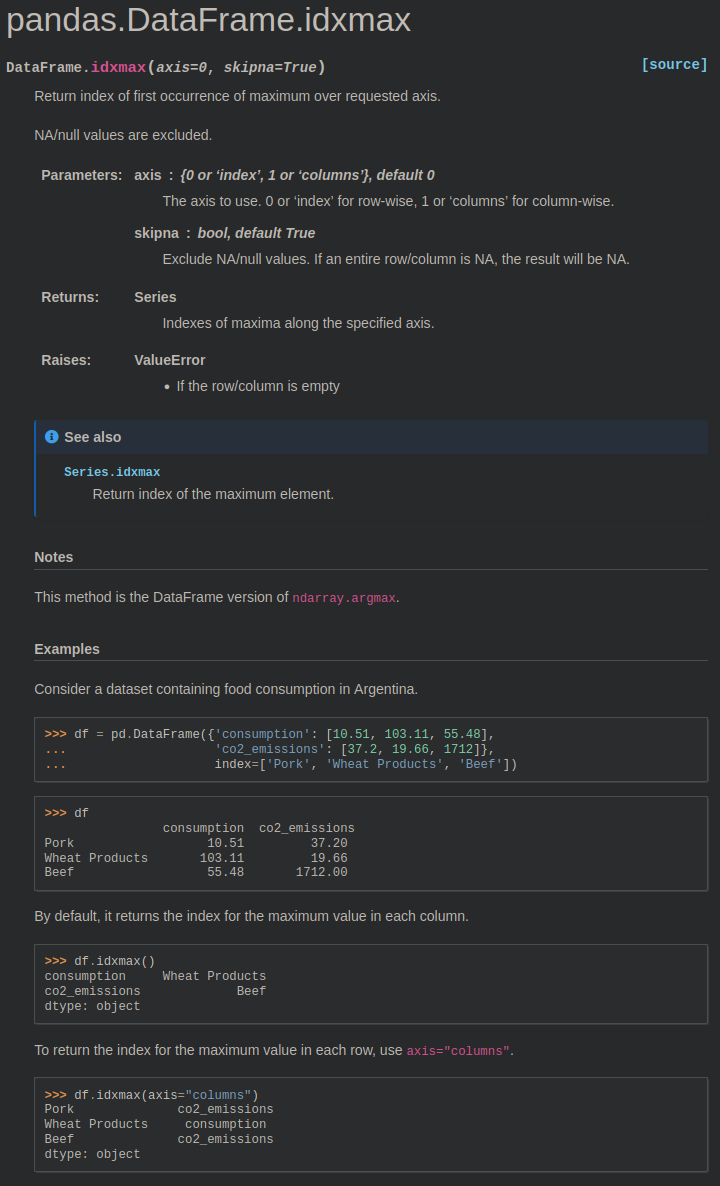 pandas.DataFrame.idxmax
DataFrame.idxmax(axis=0, skipna=True) [source]
Return index of first occurrence of maximum over requested axis.
NA/null values are excluded.
Parameters: axis : {0 or ‘index’, 1 or ‘columns’}, default 0
The axis to use. 0 or ‘index’ for row-wise, 1 or ‘columns’ for column-wise.
skipna : bool, default True
Exclude NA/null values. If an entire row/column is NA, the result will be NA.
Returns: Series
Indexes of maxima along the specified axis.
Raises: ValueError
• If the row/column is empty
See also
Series.idxmax
Return index of the maximum element.
Notes
This method is the DataFrame version of ndarray.argmax.
Examples
Consider a dataset containing food consumption in Argentina.
>>> df = pd.DataFrame({'consumption': [10.51, 103.11, 55.48],
...                    'co2_emissions': [37.2, 19.66, 1712]},
...                    index=['Pork', 'Wheat Products', 'Beef'])
>>> df
                consumption  co2_emissions
Pork                  10.51         37.20
Wheat Products       103.11         19.66
Beef                  55.48       1712.00
By default, it returns the index for the maximum value in each column.
>>> df.idxmax()
consumption     Wheat Products
co2_emissions             Beef
dtype: object
To return the index for the maximum value in each row, use axis="columns".
>>> df.idxmax(axis="columns")
Pork              co2_emissions
Wheat Products     consumption
Beef              co2_emissions
dtype: object